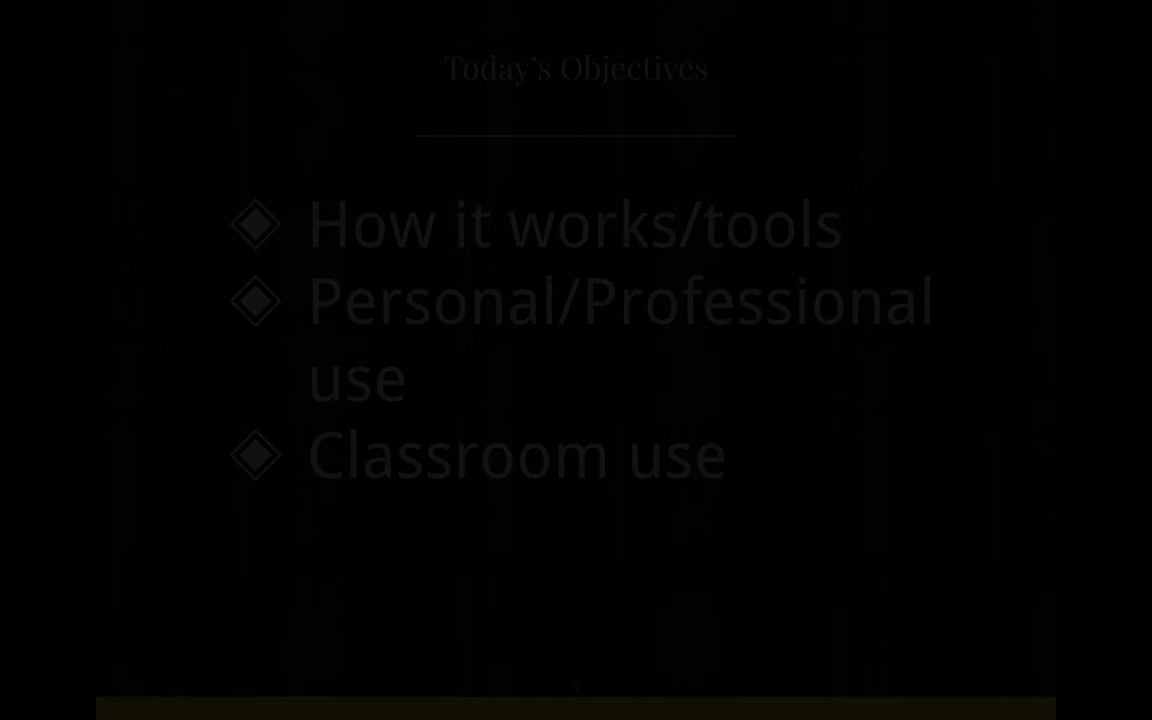 Today's Objectives
How it works/tools
Personal/Professional
use
Classroom use